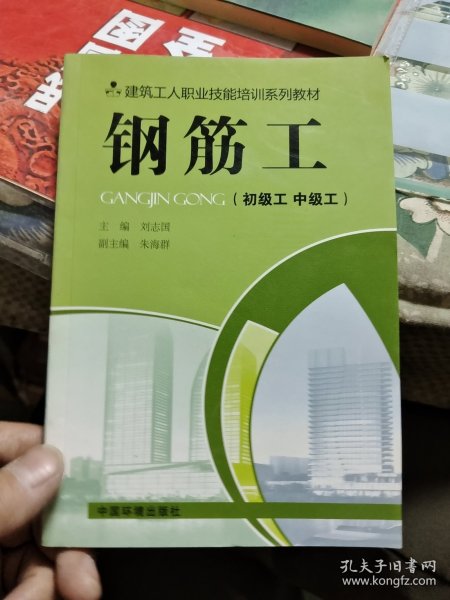 建筑工人职业技能培训系列教材
钢筋工
GANGJIN GONG（初级工 中级工）
主 编 刘志国
副主编 朱海群
中国环境出版社
孔夫子旧书网
www.kongfz.com